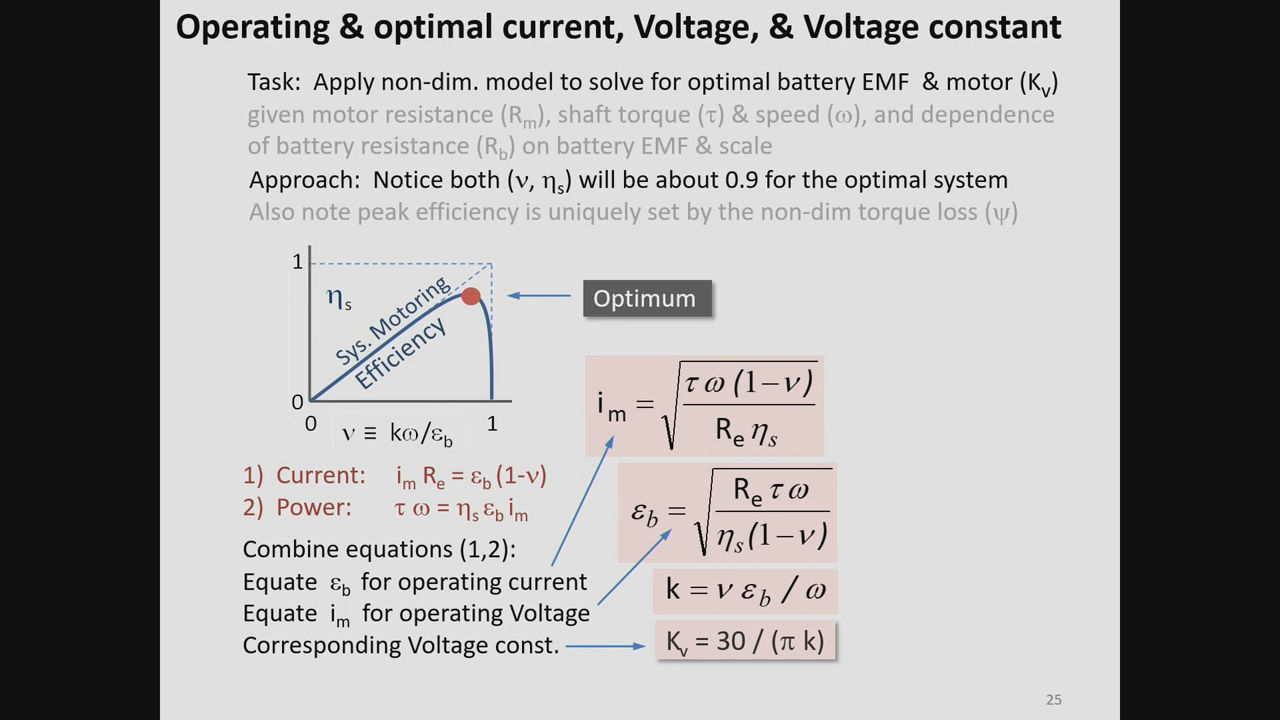 Operating & optimal current, Voltage, & Voltage constant
Task: Apply non-dim. model to solve for optimal battery EMF & motor (Kv)
given motor resistance (Rm), shaft torque (τ) & speed (ω), and dependence
of battery resistance (Rb) on battery EMF & scale
Approach: Notice both (ν, ηs) will be about 0.9 for the optimal system
Also note peak efficiency is uniquely set by the non-dim torque loss (ψ)
1
ηs
Sys. Motoring
Efficiency
0
0
1
ν ≡ kω/εb
Optimum
im = √(τ ω (1−ν) / Re ηs)
εb = √(Re τ ω / ηs(1−ν))
1) Current: im Re = εb (1-ν)
2) Power: τ ω = ηs εb im
Combine equations (1,2):
Equate εb for operating current
Equate im for operating Voltage
Corresponding Voltage const.
k = ν εb / ω
Kv = 30 / (π k)
25